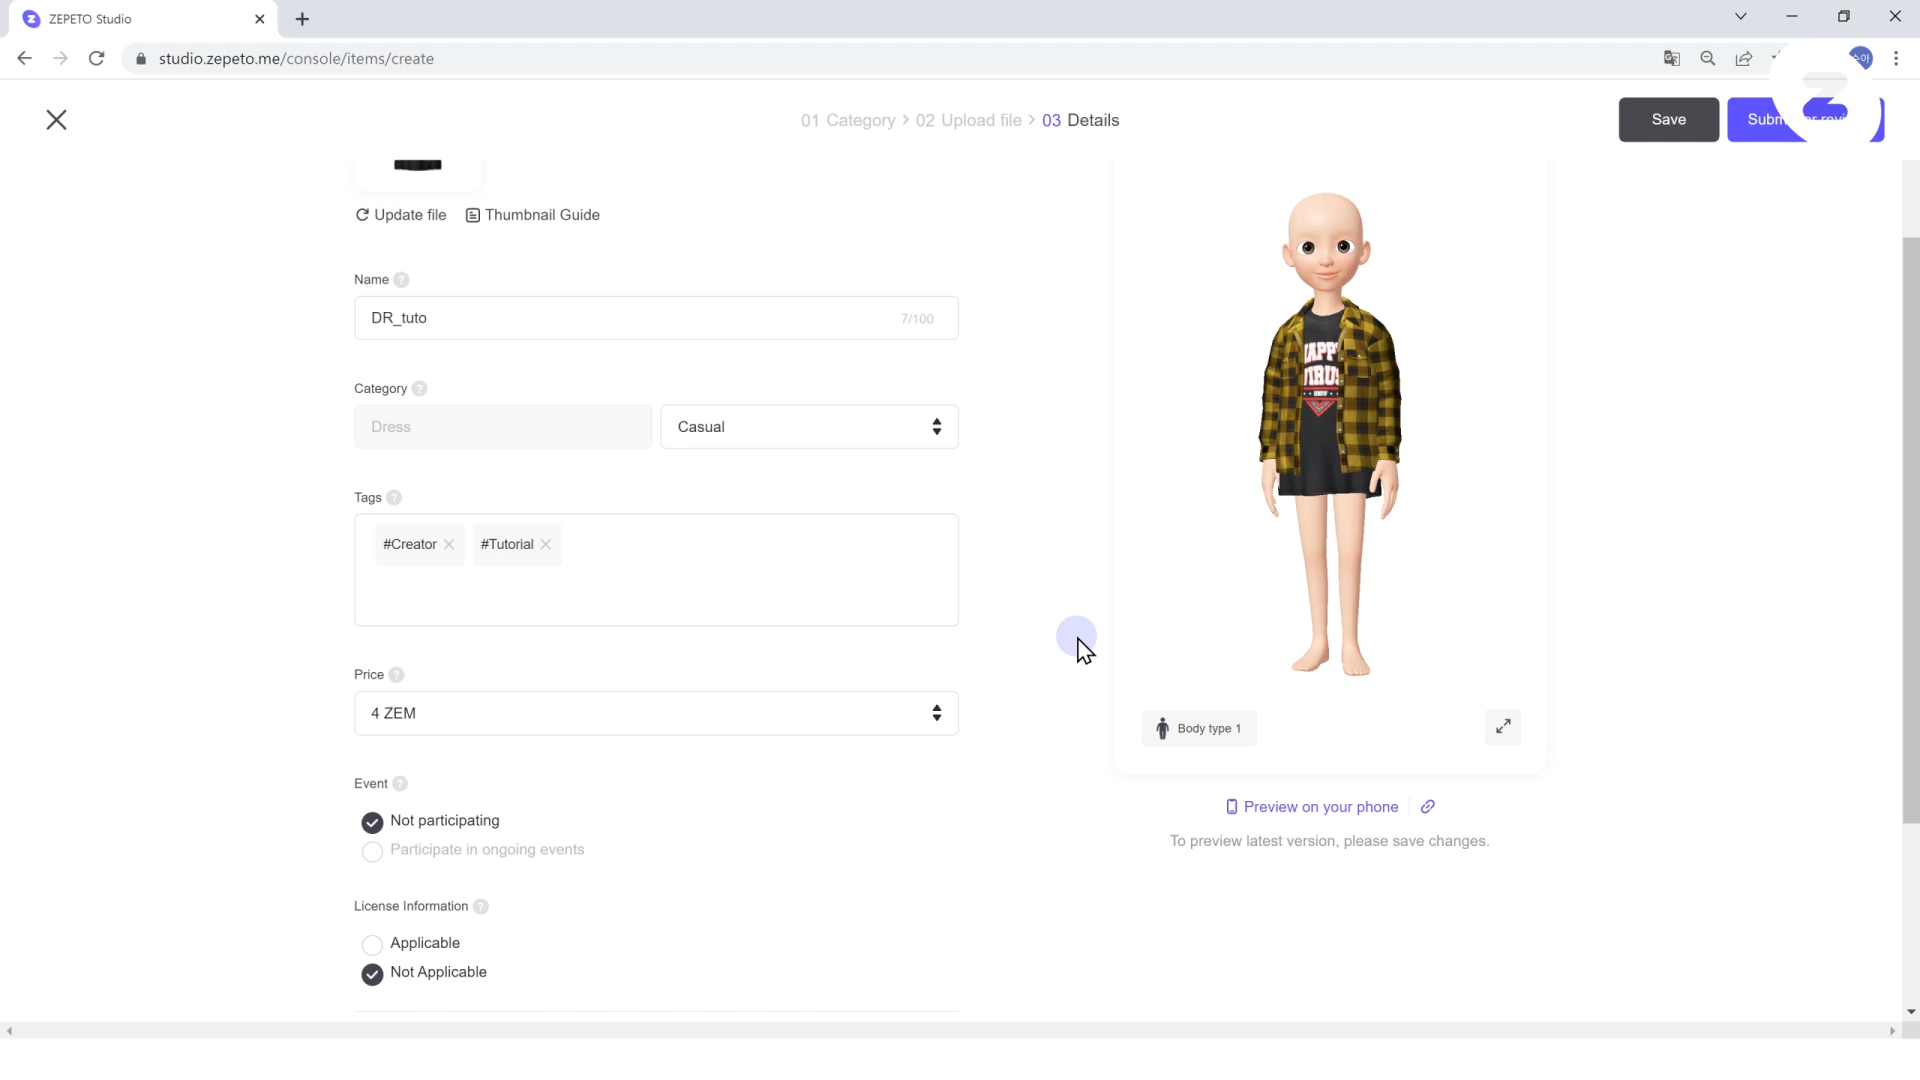 ZEPETO Studio
studio.zepeto.me/console/items/create
01 Category > 02 Upload file > 03 Details
Save
Update file
Thumbnail Guide
Name ?
DR_tuto
7/100
Category ?
Dress
Casual
Tags ?
#Creator
#Tutorial
Price ?
4 ZEM
Body type 1
Event ?
Not participating
Participate in ongoing events
Preview on your phone
To preview latest version, please save changes.
License Information ?
Applicable
Not Applicable